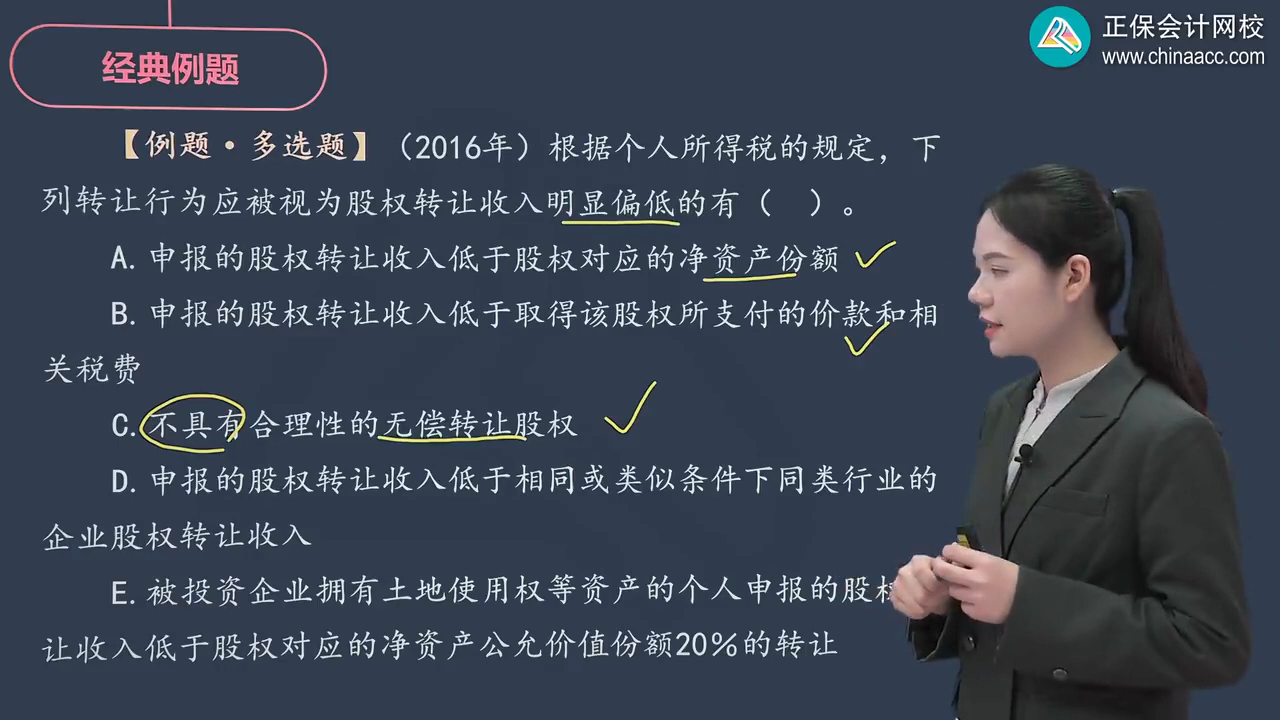 正保会计网校
www.chinaacc.com
经典例题
【例题·多选题】（2016年）根据个人所得税的规定，下
列转让行为应被视为股权转让收入明显偏低的有（　）。
A. 申报的股权转让收入低于股权对应的净资产份额
B. 申报的股权转让收入低于取得该股权所支付的价款和相
关税费
C. 不具有合理性的无偿转让股权
D. 申报的股权转让收入低于相同或类似条件下同类行业的
企业股权转让收入
E. 被投资企业拥有土地使用权等资产的个人申报的股权
让收入低于股权对应的净资产公允价值份额20%的转让